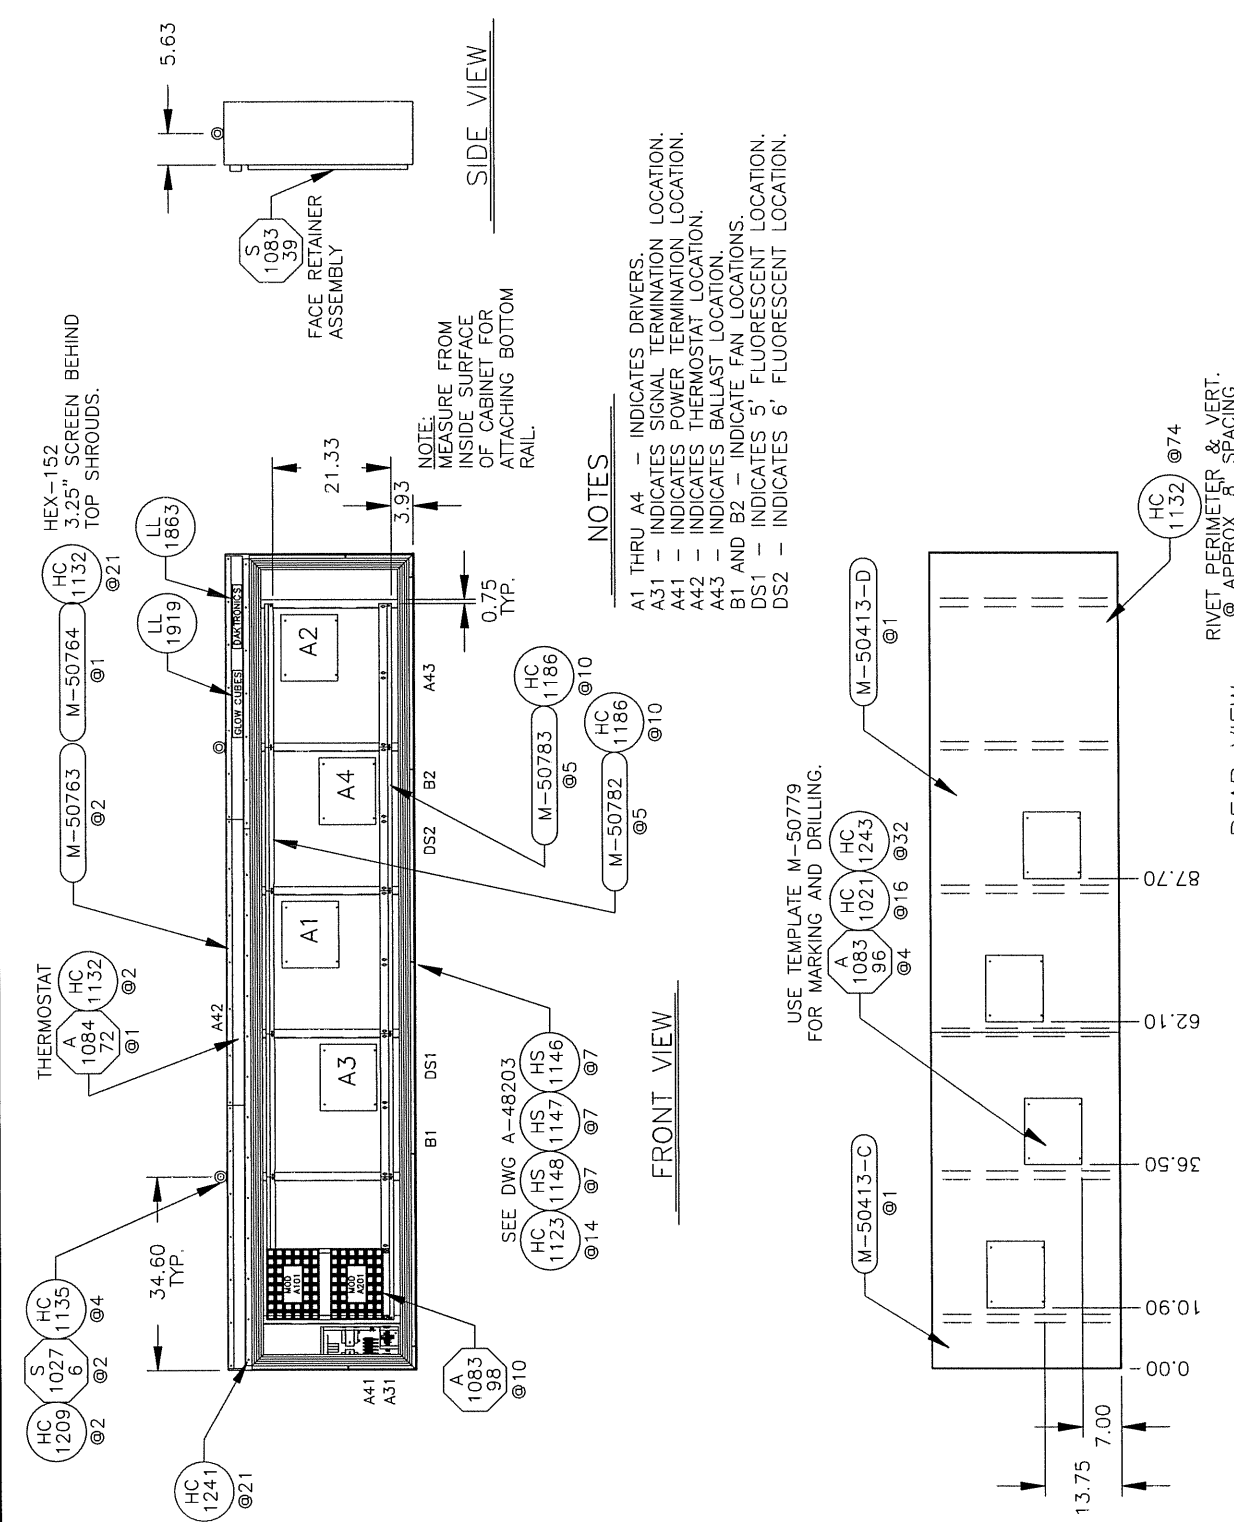 HC
1209
@2
S
1027
6
@2
HC
1135
@4
THERMOSTAT
A
1084
72
@1
HC
1132
@2
A42
M-50763
@2
M-50764
@1
HC
1132
@21
HEX-152
3.25" SCREEN BEHIND
TOP SHROUDS.
LL
1919
LL
1863
34.60
TYP.
HC
1241
@21
GLOW CUBES
DAKTRONICS
MOD
A101
MOD
A201
A3
A1
A4
A2
A41
A31
B1
DS1
DS2
B2
A43
21.33
3.93
0.75
TYP.
NOTE:
MEASURE FROM
INSIDE SURFACE
OF CABINET FOR
ATTACHING BOTTOM
RAIL.
A
1083
98
@10
SEE DWG A-48203
HC
1123
@14
HS
1148
@7
HS
1147
@7
HS
1146
@7
M-50783
@5
HC
1186
@10
M-50782
@5
HC
1186
@10
FRONT VIEW
5.63
S
1083
39
FACE RETAINER
ASSEMBLY
SIDE VIEW
NOTES
A1 THRU A4 - INDICATES DRIVERS.
A31 - INDICATES SIGNAL TERMINATION LOCATION.
A41 - INDICATES POWER TERMINATION LOCATION.
A42 - INDICATES THERMOSTAT LOCATION.
A43 - INDICATES BALLAST LOCATION.
B1 AND B2 - INDICATE FAN LOCATIONS.
DS1 - INDICATES 5' FLUORESCENT LOCATION.
DS2 - INDICATES 6' FLUORESCENT LOCATION.
USE TEMPLATE M-50779
FOR MARKING AND DRILLING.
A
1083
96
@4
HC
1021
@16
HC
1243
@32
M-50413-C
@1
M-50413-D
@1
13.75
7.00
0.00
10.90
36.50
62.10
87.70
HC
1132
@74
RIVET PERIMETER & VERT.
@ APPROX 8" SPACING
REAR VIEW